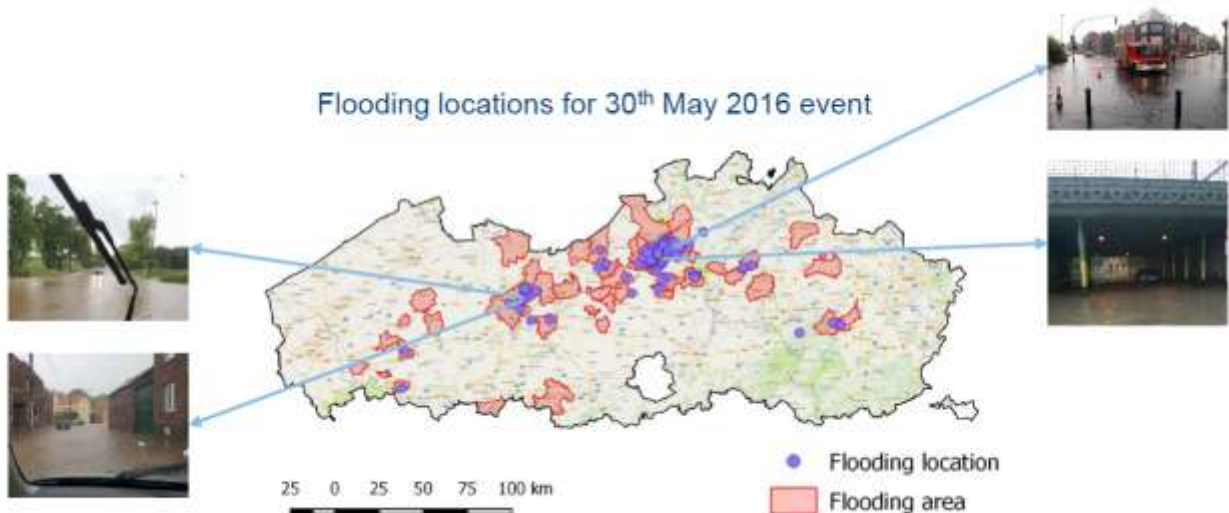 Flooding locations for 30th May 2016 event
25 0 25 50 75 100 km
Flooding location
Flooding area